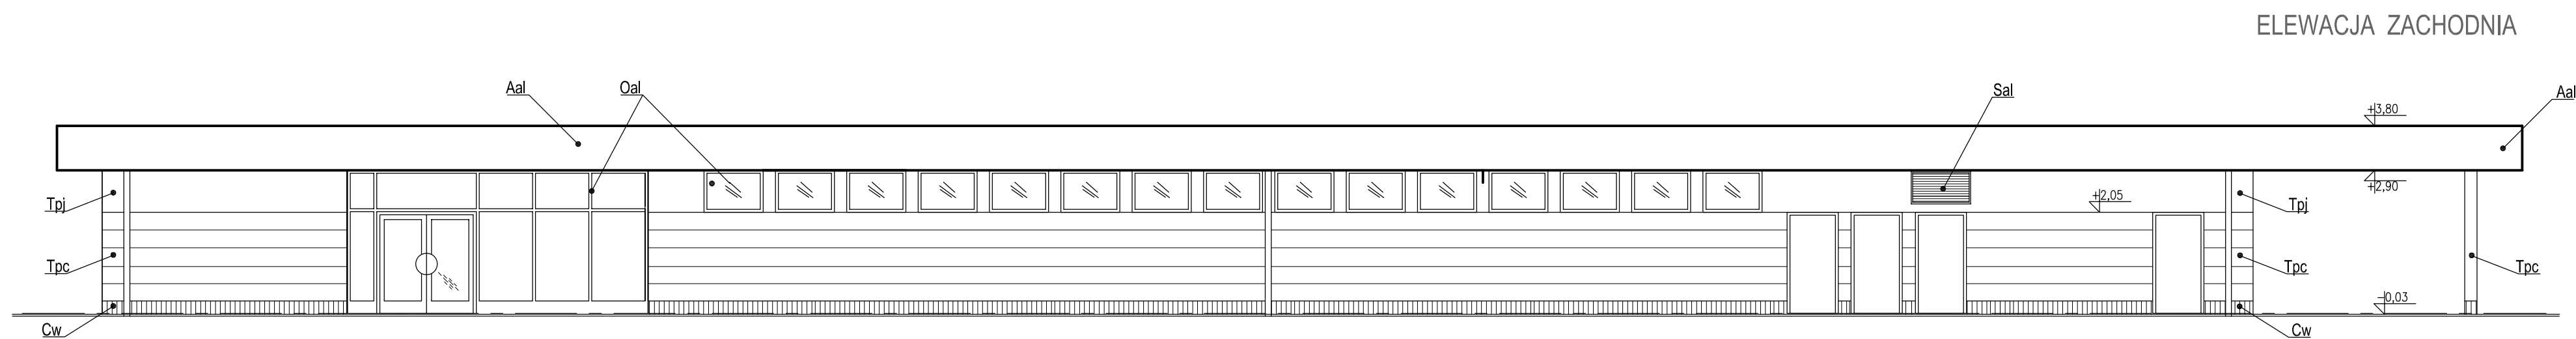 ELEWACJA ZACHODNIA
Aal
Oal
Sal
Aal
+3,80
+2,90
+2,05
Tpj
Tpj
Tpc
Tpc
Tpc
-0,03
Cw
Cw